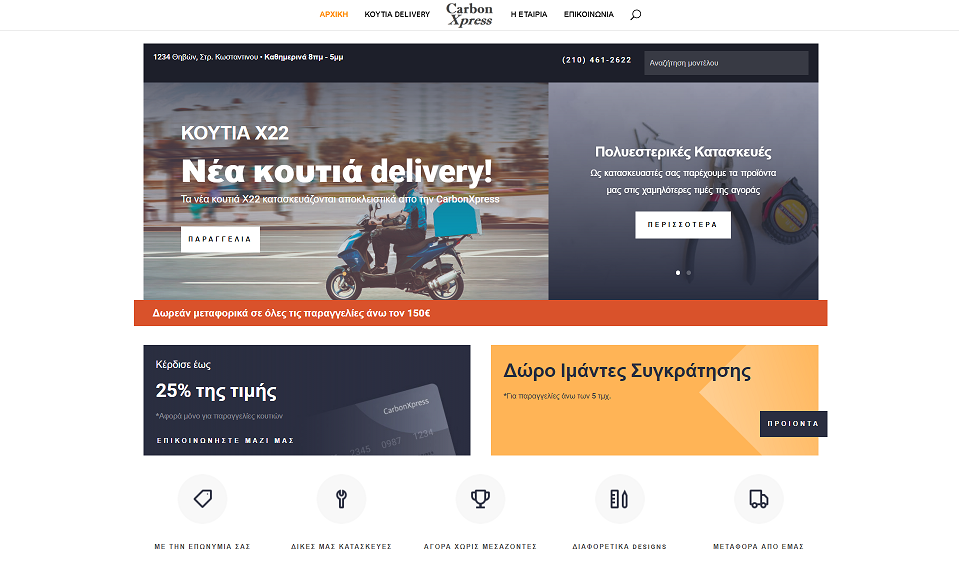 ΑΡΧΙΚΗ
ΚΟΥΤΙΑ DELIVERY
Carbon
Xpress
Η ΕΤΑΙΡΙΑ
ΕΠΙΚΟΙΝΩΝΙΑ
1234 Θηβών, Στρ. Κωσταντινου • Καθημερινά 8πμ - 5μμ
(210) 461-2622
Αναζήτηση μοντέλου
ΚΟΥΤΙΑ X22
Νέα κουτιά delivery!
Τα νέα κουτιά X22 κατασκευάζονται αποκλειστικά από την CarbonXpress
ΠΑΡΑΓΓΕΛΙΑ
Πολυεστερικές Κατασκευές
Ως κατασκευαστές σας παρέχουμε τα προϊόντα
μας στις χαμηλότερες τιμές της αγοράς
ΠΕΡΙΣΣΟΤΕΡΑ
Δωρεάν μεταφορικά σε όλες τις παραγγελίες άνω τον 150€
Κέρδισε έως
25% της τιμής
*Αφορά μόνο για παραγγελίες κουτιών
ΕΠΙΚΟΙΝΩΝΗΣΤΕ ΜΑΖΙ ΜΑΣ
CarbonXpress
2345 0987 1234
Δώρο Ιμάντες Συγκράτησης
*Για παραγγελίες άνω των 5 τμχ.
ΠΡΟΙΟΝΤΑ
ΜΕ ΤΗΝ ΕΠΩΝΥΜΙΑ ΣΑΣ
ΔΙΚΕΣ ΜΑΣ ΚΑΤΑΣΚΕΥΕΣ
ΑΓΟΡΑ ΧΩΡΙΣ ΜΕΣΑΖΟΝΤΕΣ
ΔΙΑΦΟΡΕΤΙΚΑ DESIGNS
ΜΕΤΑΦΟΡΑ ΑΠΟ ΕΜΑΣ